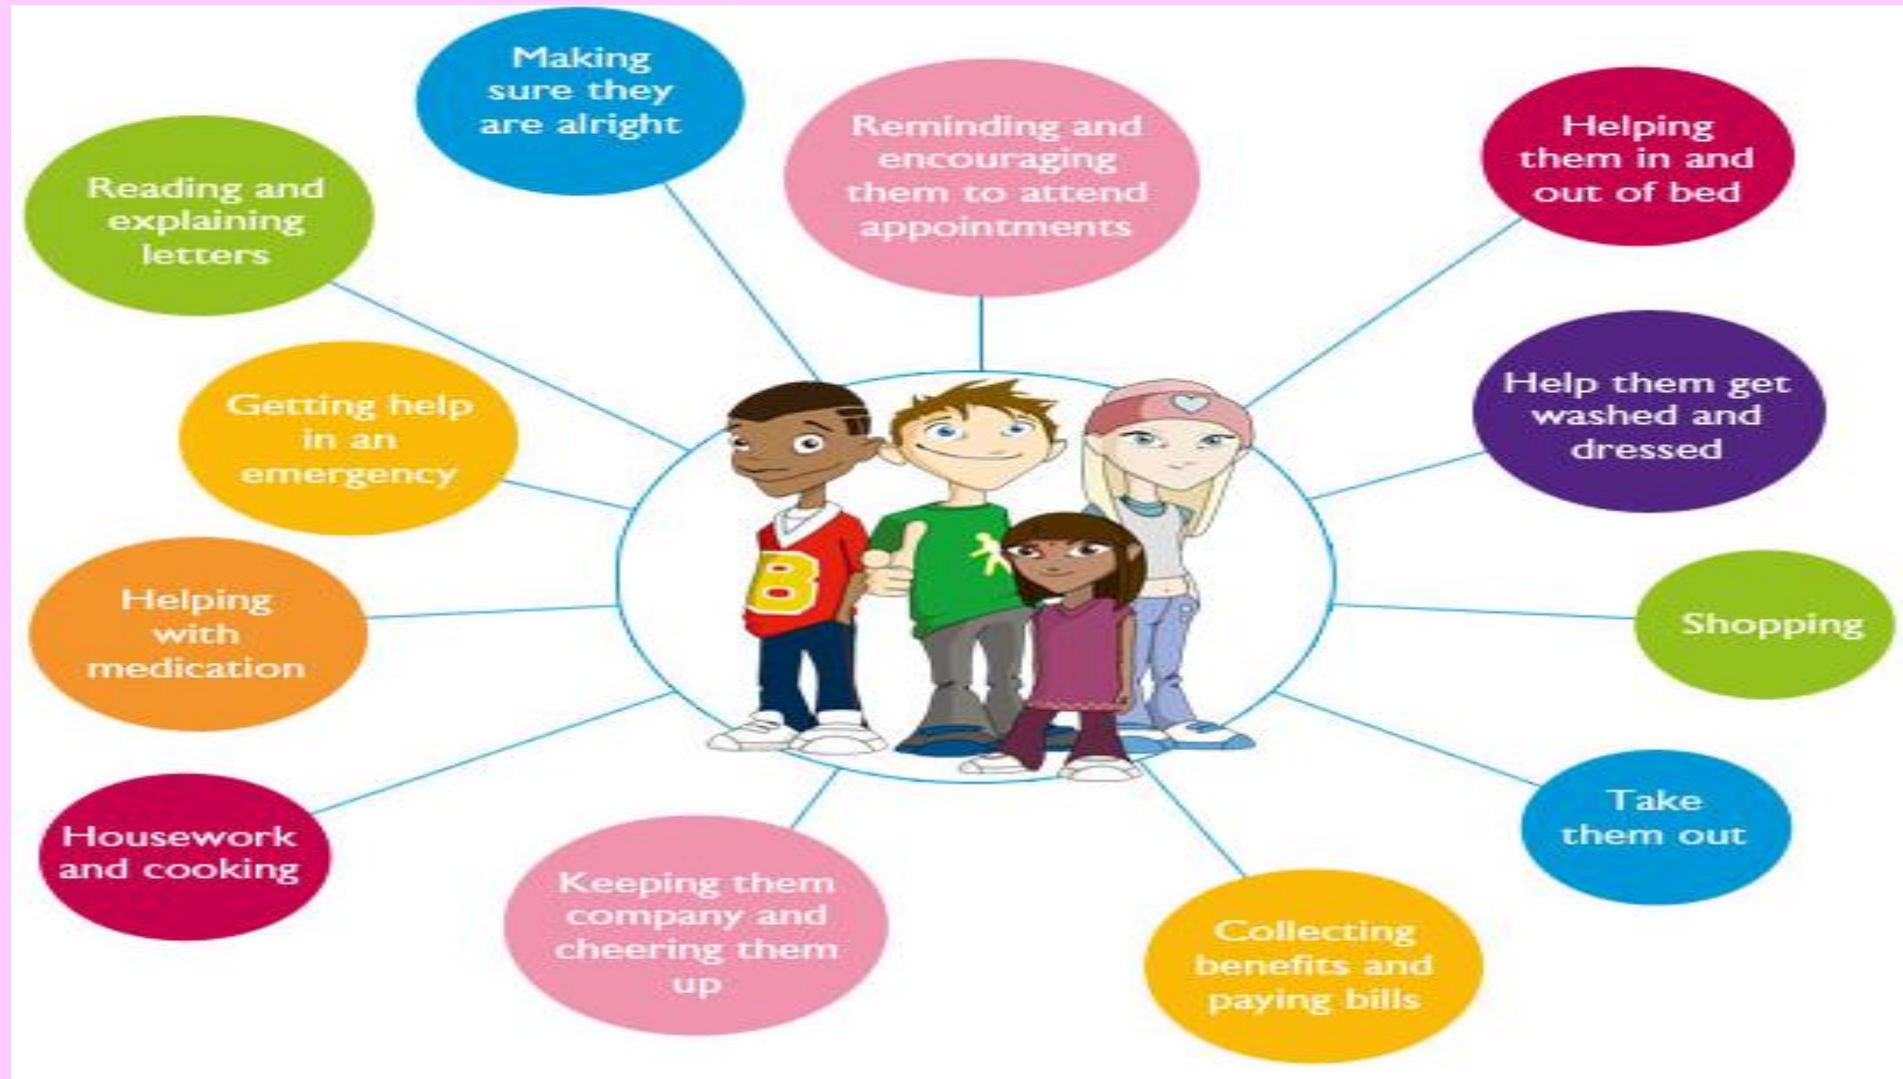 Making
sure they
are alright
Reminding and
encouraging
them to attend
appointments
Helping
them in and
out of bed
Reading and
explaining
letters
Getting help
in an
emergency
Help them get
washed and
dressed
Helping
with
medication
B
Shopping
Housework
and cooking
Take
them out
Keeping them
company and
cheering them
up
Collecting
benefits and
paying bills